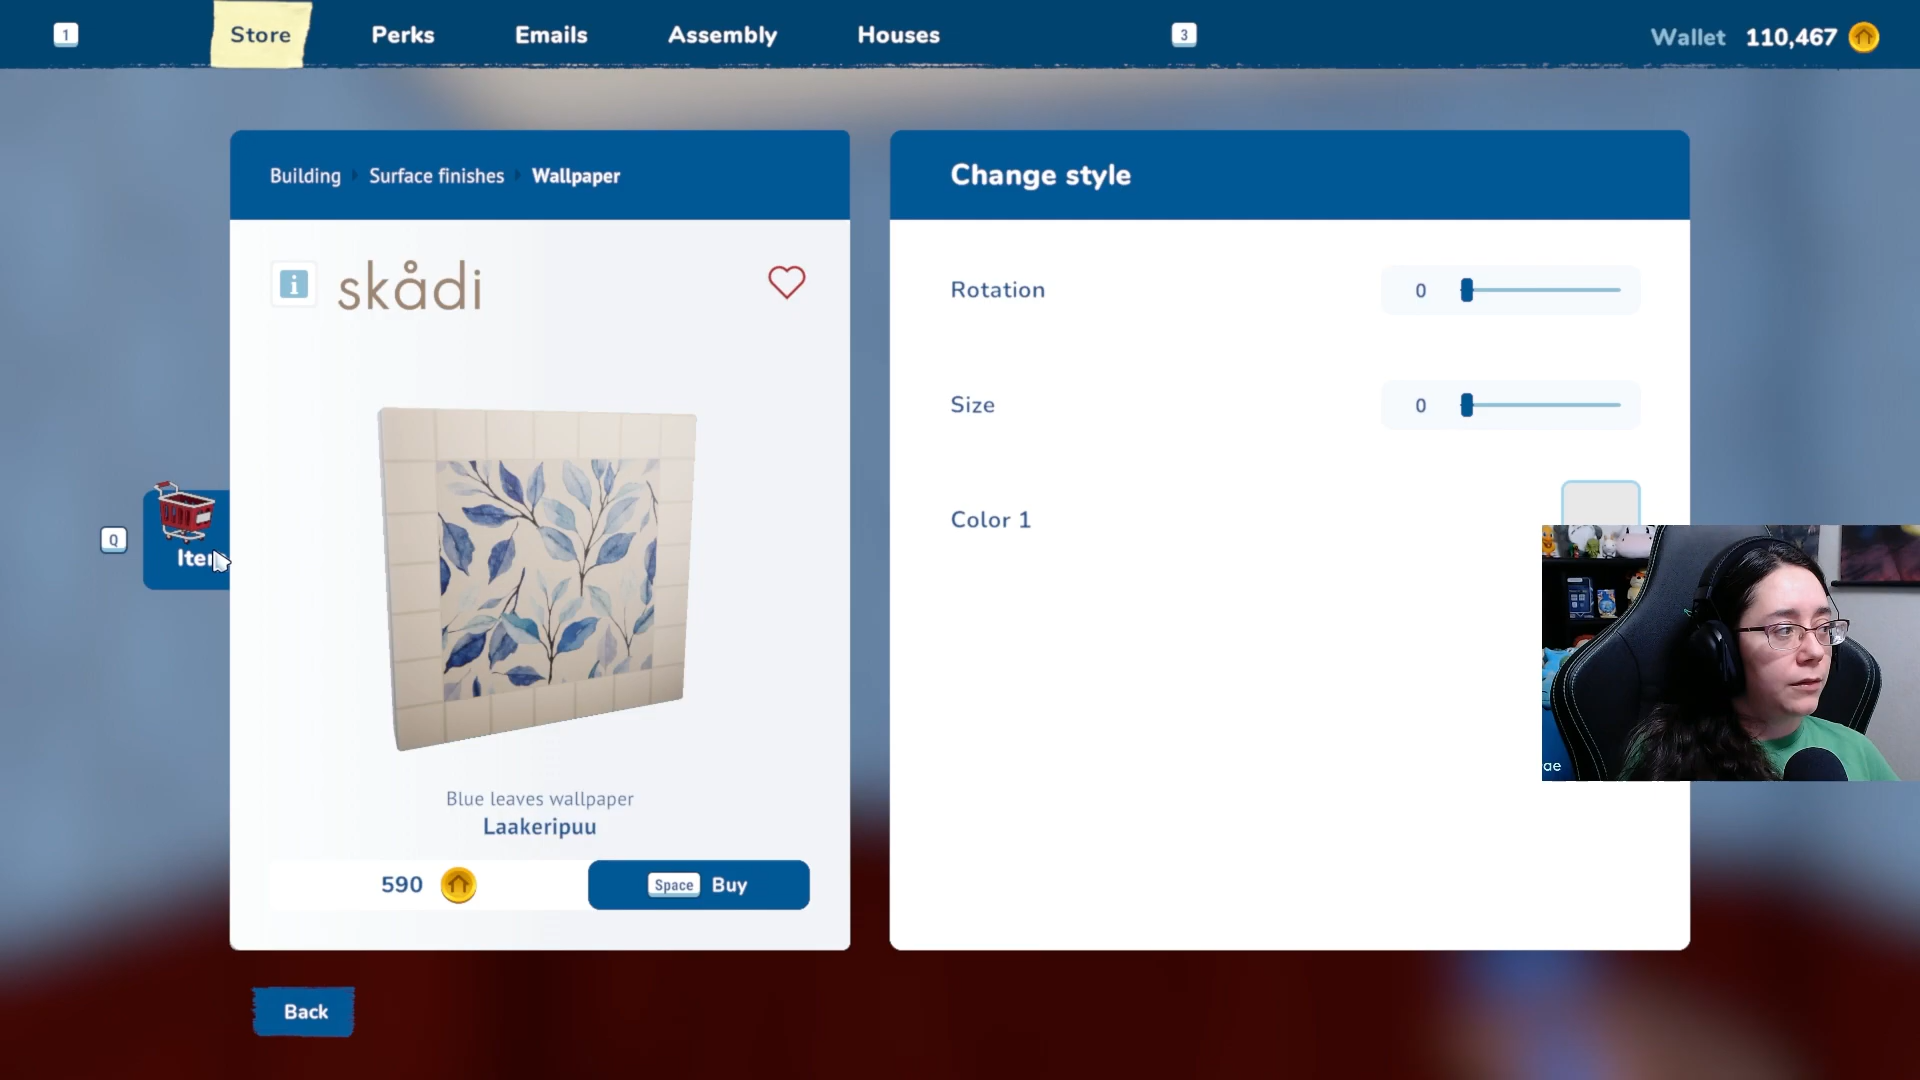 1
Store
Perks
Emails
Assembly
Houses
3
Wallet 110,467
Building
Surface finishes
Wallpaper
Change style
i
skådi
Rotation
0
Size
0
Color 1
Q
Blue leaves wallpaper
Laakeripuu
590
Space
Buy
Back